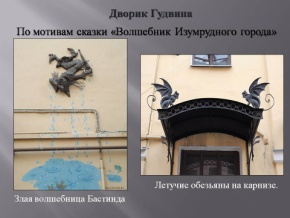 Дворик Гудвина
По мотивам сказки «Волшебник Изумрудного города»
Летучие обезьяны на карнизе.
Злая волшебница Бастинда